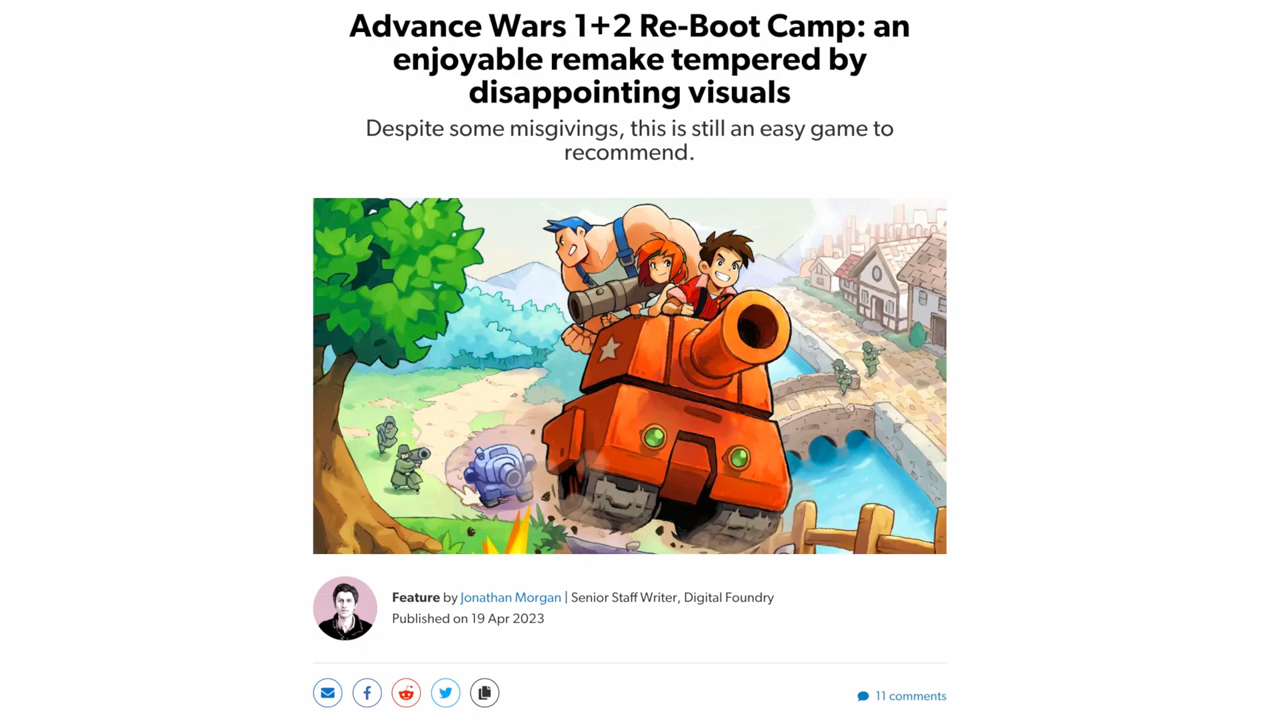 Advance Wars 1+2 Re-Boot Camp: an
enjoyable remake tempered by
disappointing visuals
Despite some misgivings, this is still an easy game to
recommend.
Feature by Jonathan Morgan | Senior Staff Writer, Digital Foundry
Published on 19 Apr 2023
11 comments